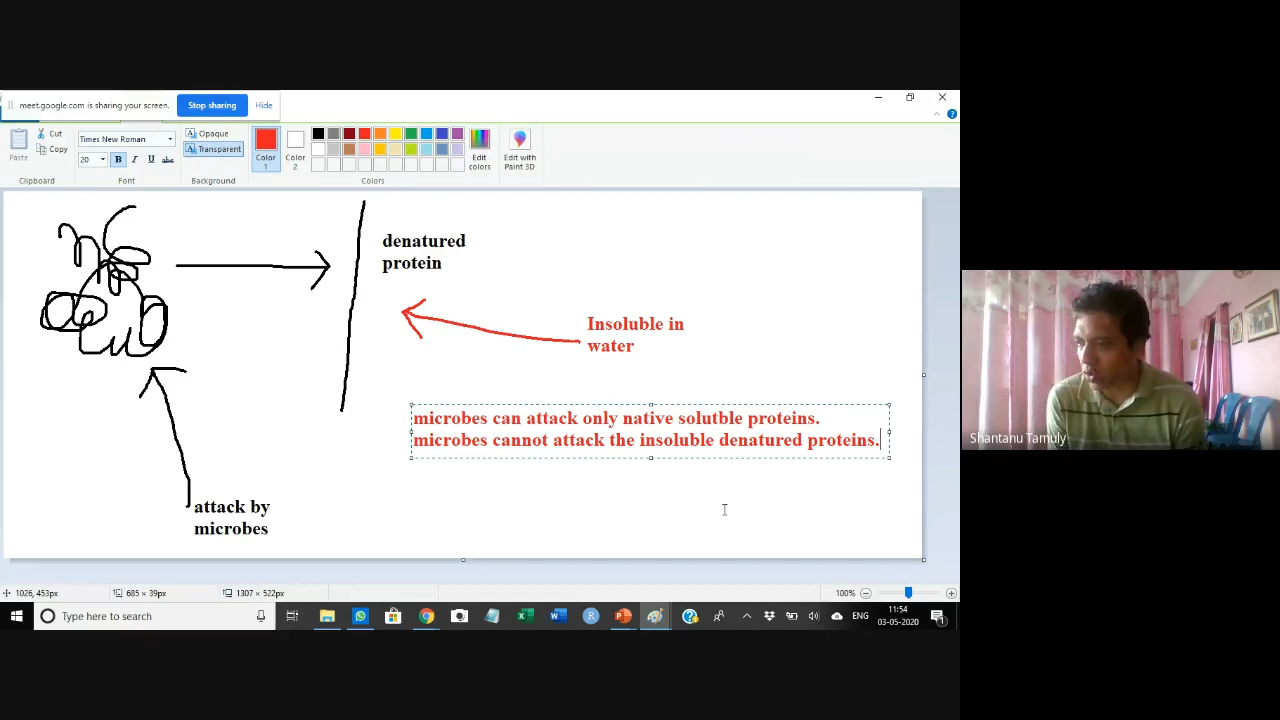 meet.google.com is sharing your screen.
Stop sharing
Hide
Paste
Cut
Copy
Clipboard
Times New Roman
20
B
I
U
abc
Font
Opaque
Transparent
Background
Color
1
Color
2
Edit
colors
Edit with
Paint 3D
Colors
denatured
protein
Insoluble in
water
microbes can attack only native solutble proteins.
microbes cannot attack the insoluble denatured proteins.
attack by
microbes
Shantanu Tamuly
1026, 453px
685 × 39px
1307 × 522px
100%
Type here to search
ENG
11:54
03-05-2020
1